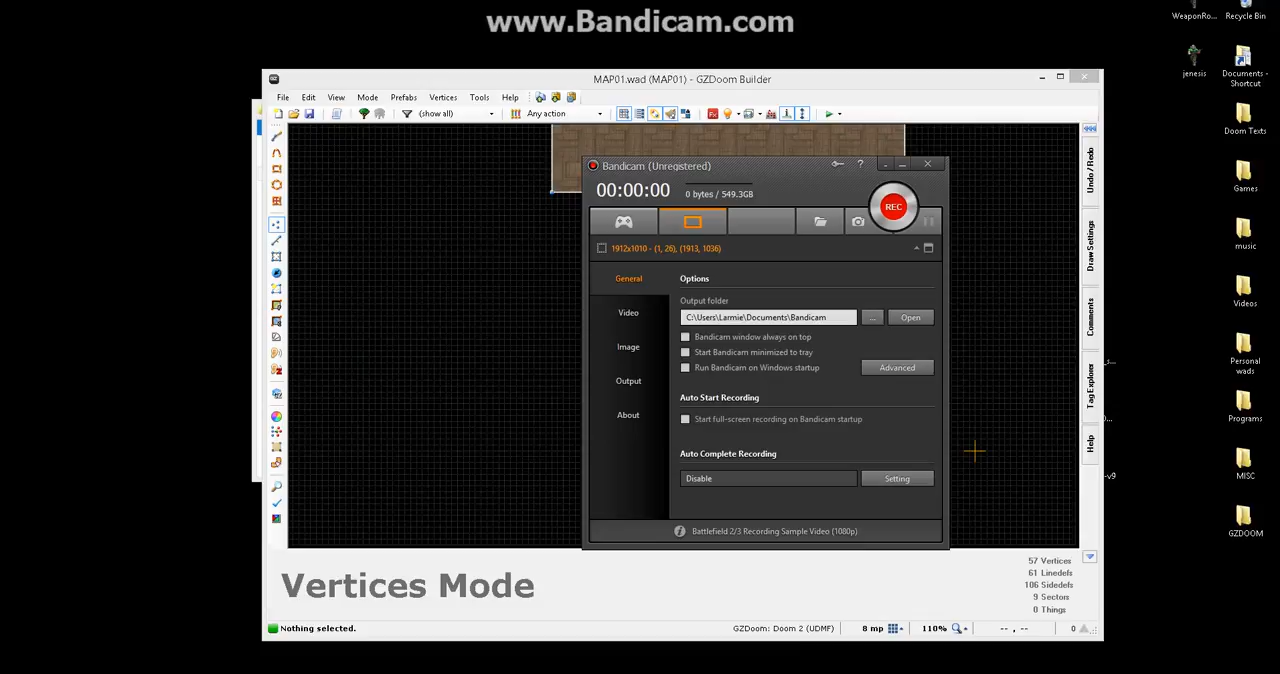 www.Bandicam.com
WeaponRo...
Recycle Bin
jenesis
Documents - Shortcut
Doom Texts
Games
music
Videos
Personal wads
Programs
MISC
GZDOOM
MAP01.wad (MAP01) - GZDoom Builder
File Edit View Mode Prefabs Vertices Tools Help
(show all)
Any action
Undo / Redo
Draw Settings
Comments
Tag Explorer
Help
Bandicam (Unregistered)
00:00:00
0 bytes / 549.3GB
REC
1912x1010 - (1, 26), (1913, 1036)
General
Video
Image
Output
About
Options
Output folder
C:\Users\Larmie\Documents\Bandicam
...
Open
Bandicam window always on top
Start Bandicam minimized to tray
Run Bandicam on Windows startup
Advanced
Auto Start Recording
Start full-screen recording on Bandicam startup
Auto Complete Recording
Disable
Setting
Battlefield 2/3 Recording Sample Video (1080p)
Vertices Mode
57 Vertices
61 Linedefs
106 Sidedefs
9 Sectors
0 Things
Nothing selected.
GZDoom: Doom 2 (UDMF)
8 mp
110%
-- , --
0